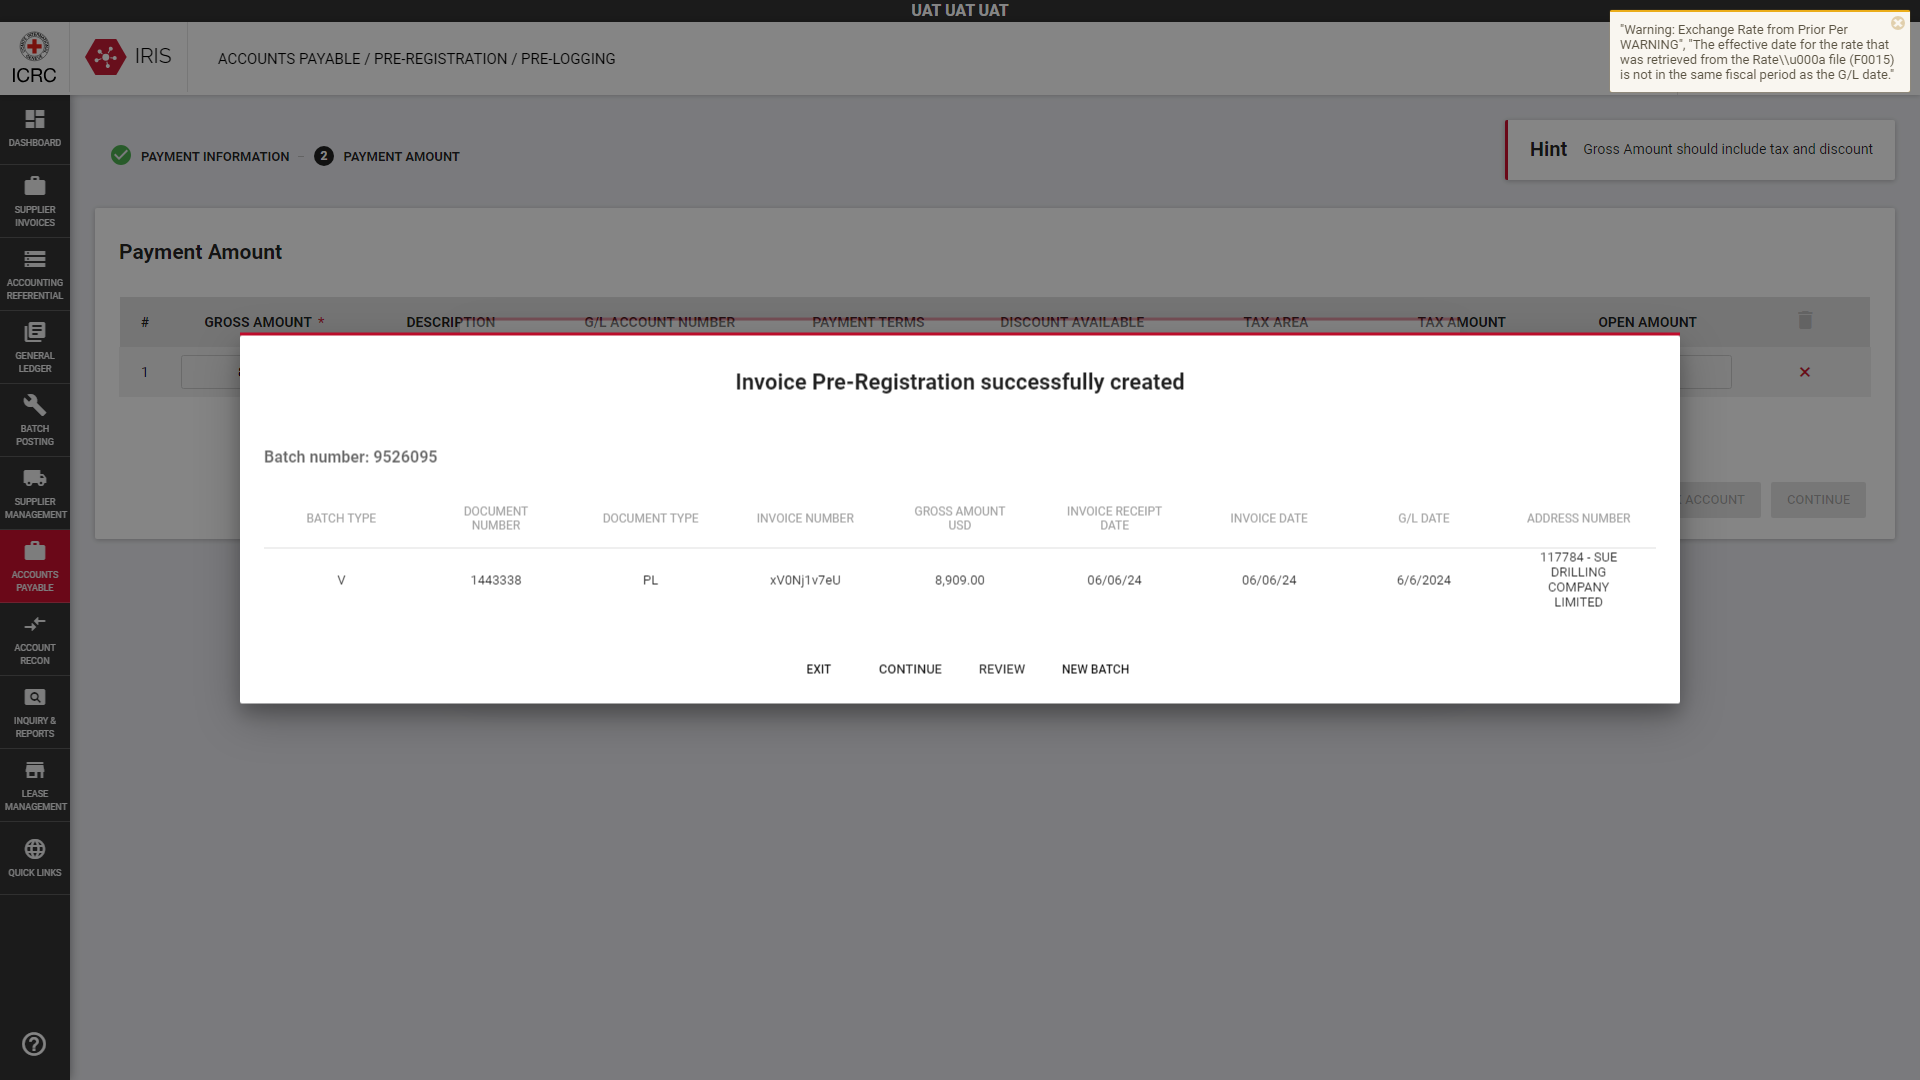 UAT UAT UAT
ICRC
IRIS
ACCOUNTS PAYABLE / PRE-REGISTRATION / PRE-LOGGING
"Warning: Exchange Rate from Prior Per
WARNING", "The effective date for the rate that
was retrieved from the Rate\\u000a file (F0015)
is not in the same fiscal period as the G/L date."
DASHBOARD
SUPPLIER
INVOICES
ACCOUNTING
REFERENTIAL
GENERAL
LEDGER
BATCH
POSTING
SUPPLIER
MANAGEMENT
ACCOUNTS
PAYABLE
ACCOUNT
RECON
INQUIRY &
REPORTS
LEASE
MANAGEMENT
QUICK LINKS
PAYMENT INFORMATION
2 PAYMENT AMOUNT
Hint Gross Amount should include tax and discount
Payment Amount
# GROSS AMOUNT * DESCRIPTION G/L ACCOUNT NUMBER PAYMENT TERMS DISCOUNT AVAILABLE TAX AREA TAX AMOUNT OPEN AMOUNT
1
ACCOUNT CONTINUE
Invoice Pre-Registration successfully created
Batch number: 9526095
BATCH TYPE DOCUMENT NUMBER DOCUMENT TYPE INVOICE NUMBER GROSS AMOUNT USD INVOICE RECEIPT DATE INVOICE DATE G/L DATE ADDRESS NUMBER
V 1443338 PL xV0Nj1v7eU 8,909.00 06/06/24 06/06/24 6/6/2024 117784 - SUE DRILLING COMPANY LIMITED
EXIT CONTINUE REVIEW NEW BATCH